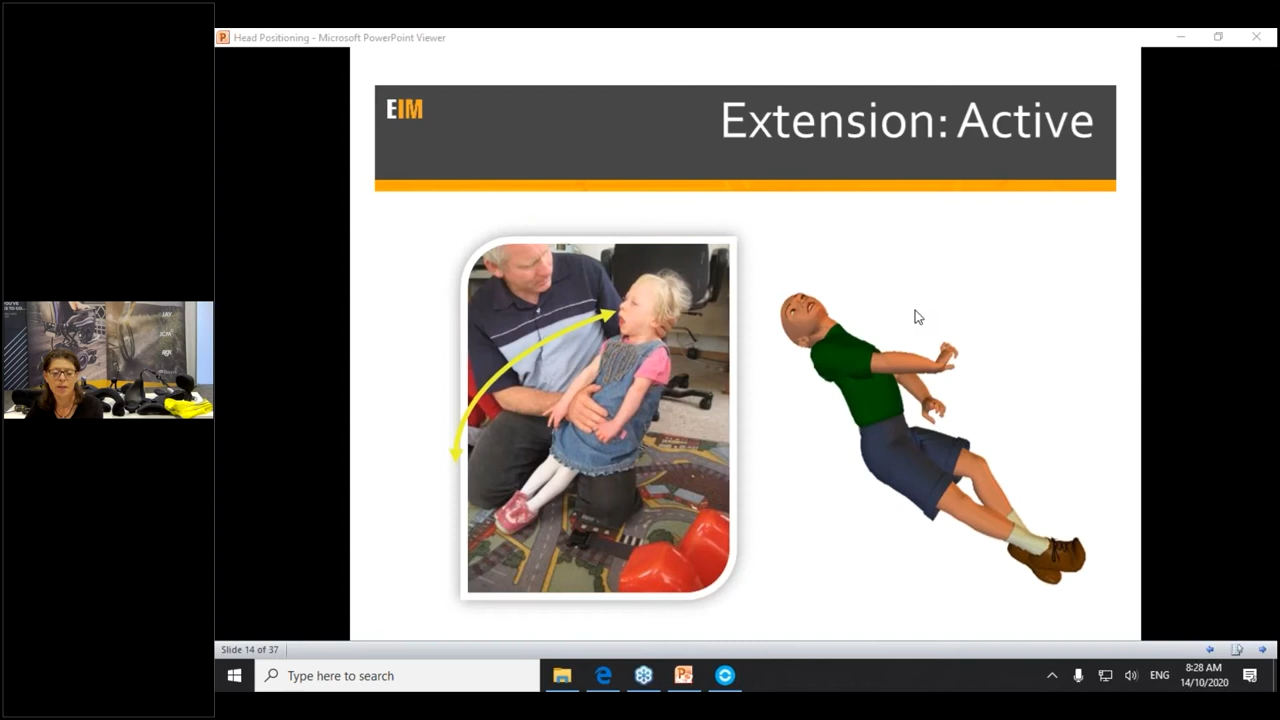 Head Positioning - Microsoft PowerPoint Viewer
EIM
Extension: Active
Slide 14 of 37
Type here to search
ENG
8:28 AM
14/10/2020